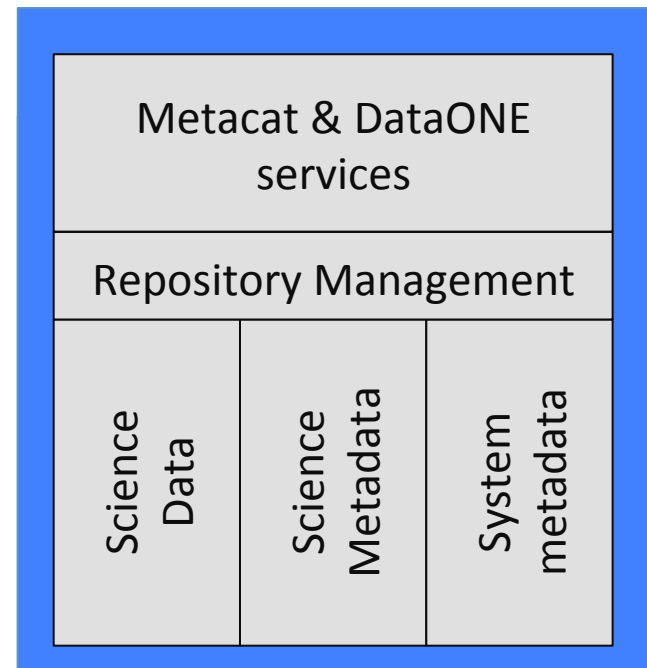 Metacat & DataONE
services
Repository Management
Science
Data
Science
Metadata
System
metadata